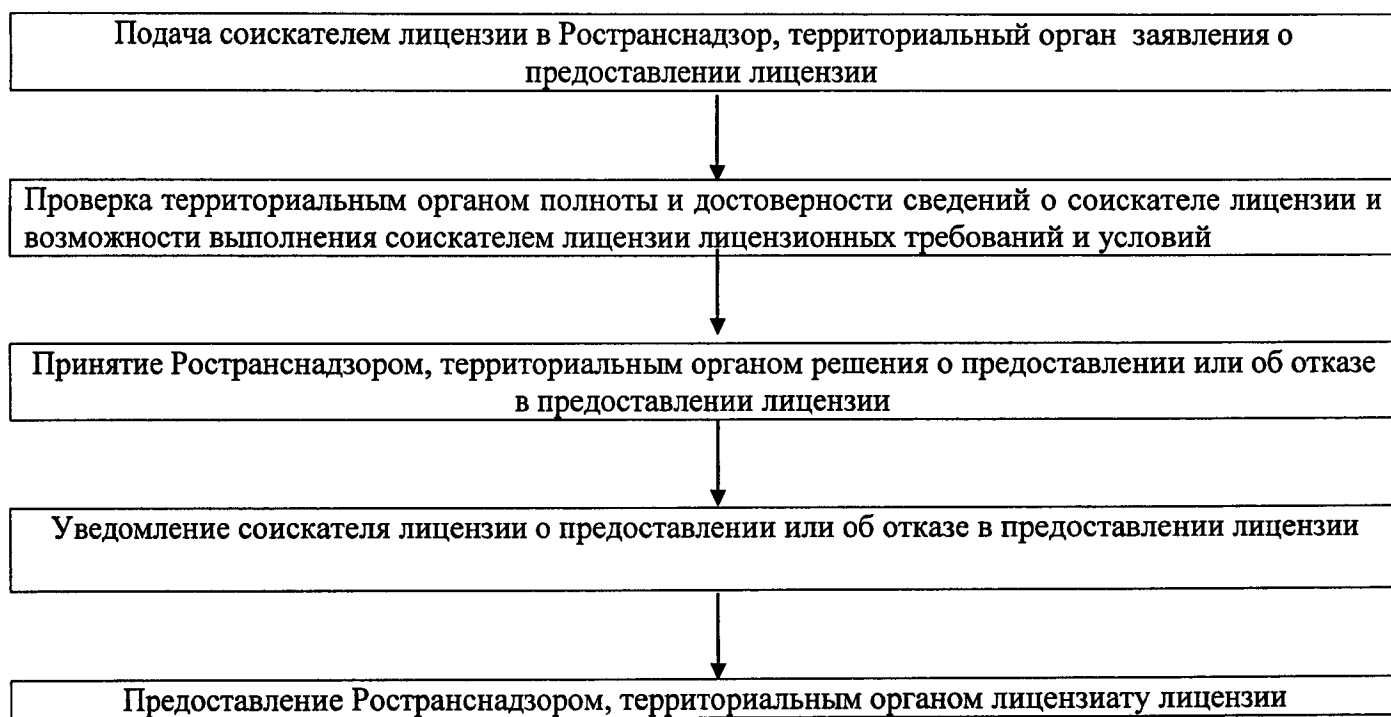 Подача соискателем лицензии в Ространснадзор, территориальный орган заявления о
предоставлении лицензии
Проверка территориальным органом полноты и достоверности сведений о соискателе лицензии и
возможности выполнения соискателем лицензии лицензионных требований и условий
Принятие Ространснадзором, территориальным органом решения о предоставлении или об отказе
в предоставлении лицензии
Уведомление соискателя лицензии о предоставлении или об отказе в предоставлении лицензии
Предоставление Ространснадзором, территориальным органом лицензиату лицензии